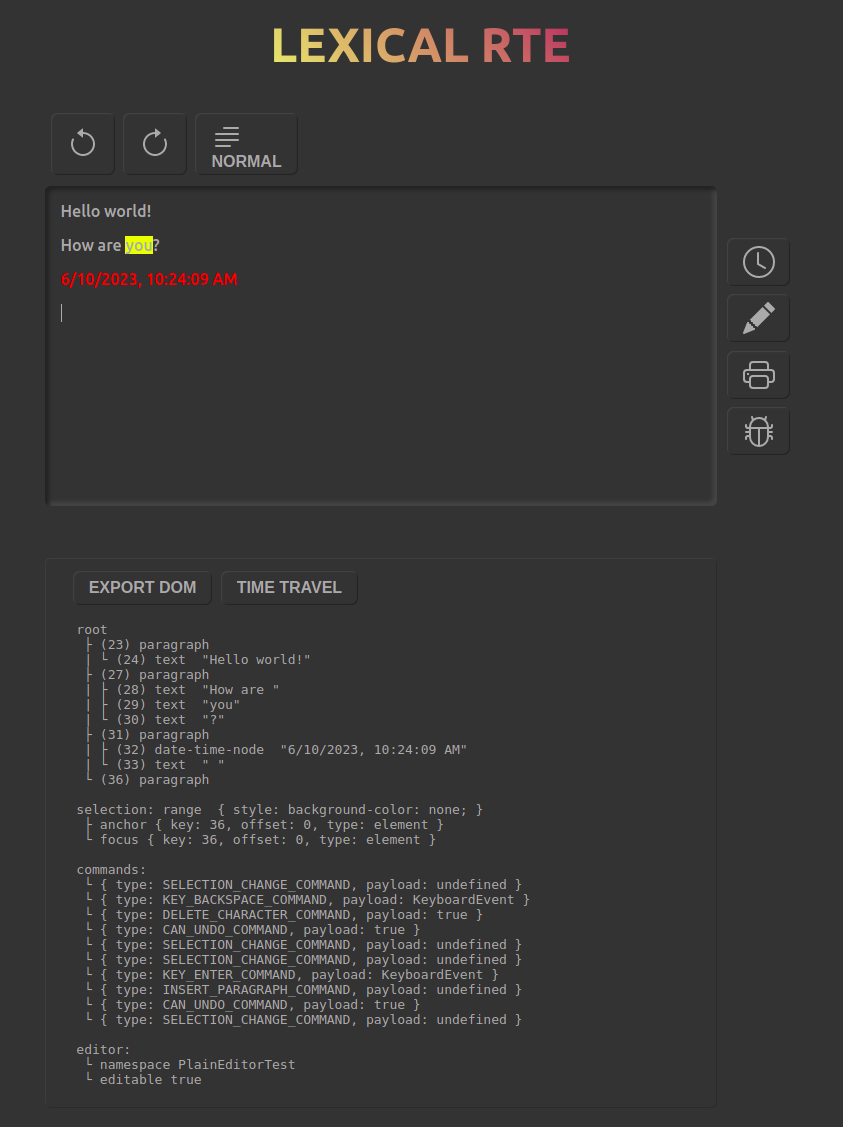 LEXICAL RTE
NORMAL
Hello world!
How are you?
6/10/2023, 10:24:09 AM
EXPORT DOM TIME TRAVEL
root
├ (23) paragraph
| └ (24) text "Hello world!"
├ (27) paragraph
| ├ (28) text "How are "
| ├ (29) text "you"
| └ (30) text "?"
├ (31) paragraph
| ├ (32) date-time-node "6/10/2023, 10:24:09 AM"
| └ (33) text " "
└ (36) paragraph
selection: range { style: background-color: none; }
├ anchor { key: 36, offset: 0, type: element }
└ focus { key: 36, offset: 0, type: element }
commands:
└ { type: SELECTION_CHANGE_COMMAND, payload: undefined }
└ { type: KEY_BACKSPACE_COMMAND, payload: KeyboardEvent }
└ { type: DELETE_CHARACTER_COMMAND, payload: true }
└ { type: CAN_UNDO_COMMAND, payload: true }
└ { type: SELECTION_CHANGE_COMMAND, payload: undefined }
└ { type: SELECTION_CHANGE_COMMAND, payload: undefined }
└ { type: KEY_ENTER_COMMAND, payload: KeyboardEvent }
└ { type: INSERT_PARAGRAPH_COMMAND, payload: undefined }
└ { type: CAN_UNDO_COMMAND, payload: true }
└ { type: SELECTION_CHANGE_COMMAND, payload: undefined }
editor:
└ namespace PlainEditorTest
└ editable true